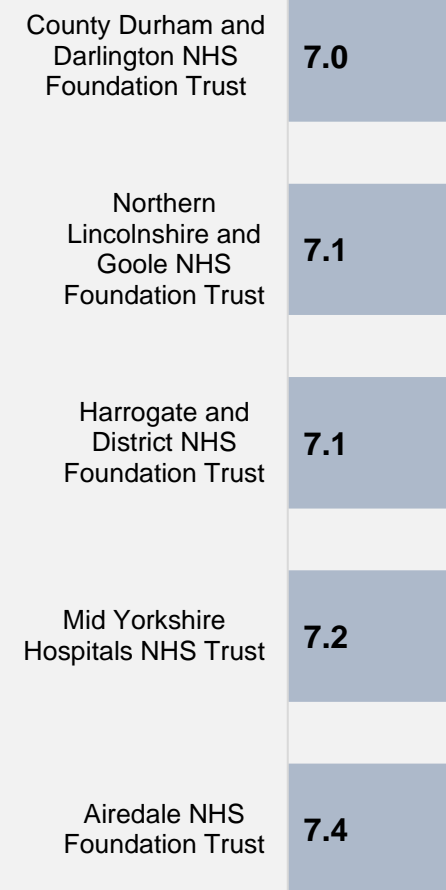 County Durham and
Darlington NHS
Foundation Trust
7.0
Northern
Lincolnshire and
Goole NHS
Foundation Trust
7.1
Harrogate and
District NHS
Foundation Trust
7.1
Mid Yorkshire
Hospitals NHS Trust
7.2
Airedale NHS
Foundation Trust
7.4